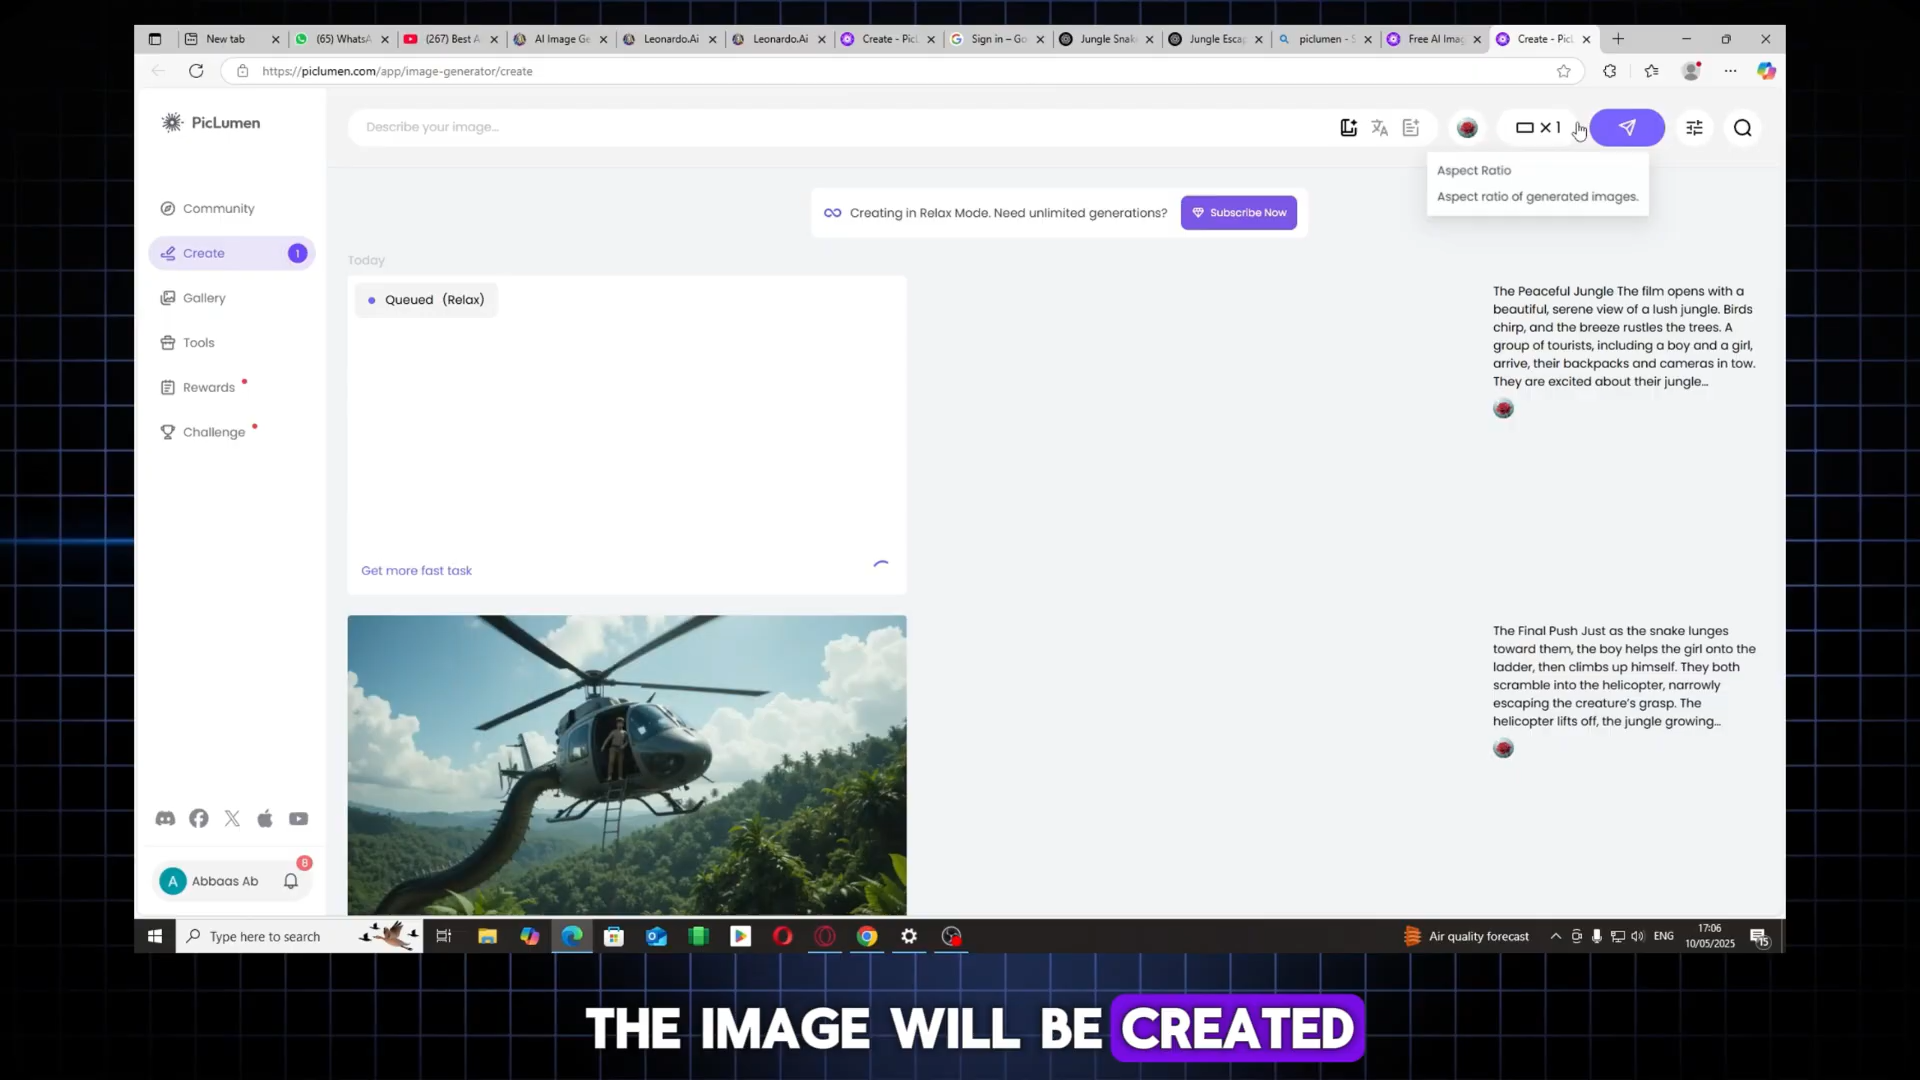 New tab
(65) WhatsA
(267) Best A
AI Image Ge
Leonardo.Ai
Leonardo.Ai
Create - PicL
Sign in – Go
Jungle Snak
Jungle Esca
piclumen - S
Free AI Imag
Create - PicL
https://piclumen.com/app/image-generator/create
PicLumen
Describe your image...
× 1
Aspect Ratio
Aspect ratio of generated images.
Community
Create
1
Gallery
Tools
Rewards
Challenge
Creating in Relax Mode. Need unlimited generations?
Subscribe Now
Today
Queued (Relax)
Get more fast task
The Peaceful Jungle The film opens with a
beautiful, serene view of a lush jungle. Birds
chirp, and the breeze rustles the trees. A
group of tourists, including a boy and a girl,
arrive, their backpacks and cameras in tow.
They are excited about their jungle...
The Final Push Just as the snake lunges
toward them, the boy helps the girl onto the
ladder, then climbs up himself. They both
scramble into the helicopter, narrowly
escaping the creature's grasp. The
helicopter lifts off, the jungle growing...
A
Abbaas Ab
8
Type here to search
Air quality forecast
ENG
17:06
10/05/2025
15
THE IMAGE WILL BE CREATED